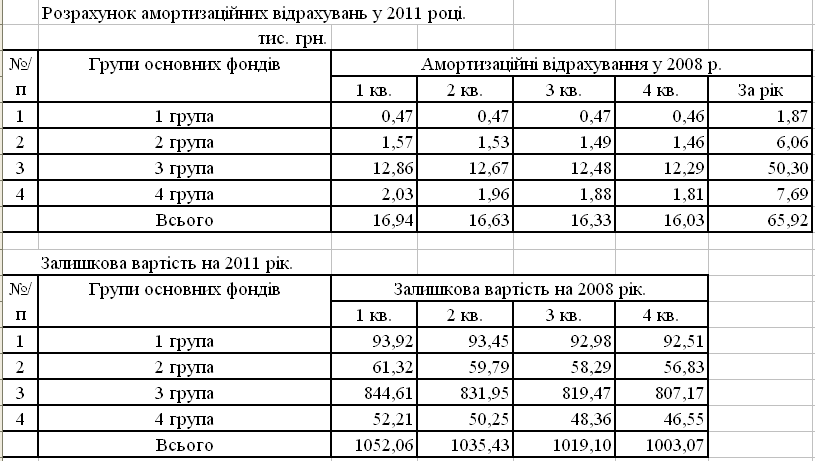 Розрахунок амортизаційних відрахувань у 2011 році.
тис. грн.
№/п Групи основних фондів Амортизаційні відрахування у 2008 р.
1 кв. 2 кв. 3 кв. 4 кв. За рік
1 1 група 0,47 0,47 0,47 0,46 1,87
2 2 група 1,57 1,53 1,49 1,46 6,06
3 3 група 12,86 12,67 12,48 12,29 50,30
4 4 група 2,03 1,96 1,88 1,81 7,69
Всього 16,94 16,63 16,33 16,03 65,92
Залишкова вартість на 2011 рік.
№/п Групи основних фондів Залишкова вартість на 2008 рік.
1 кв. 2 кв. 3 кв. 4 кв.
1 1 група 93,92 93,45 92,98 92,51
2 2 група 61,32 59,79 58,29 56,83
3 3 група 844,61 831,95 819,47 807,17
4 4 група 52,21 50,25 48,36 46,55
Всього 1052,06 1035,43 1019,10 1003,07